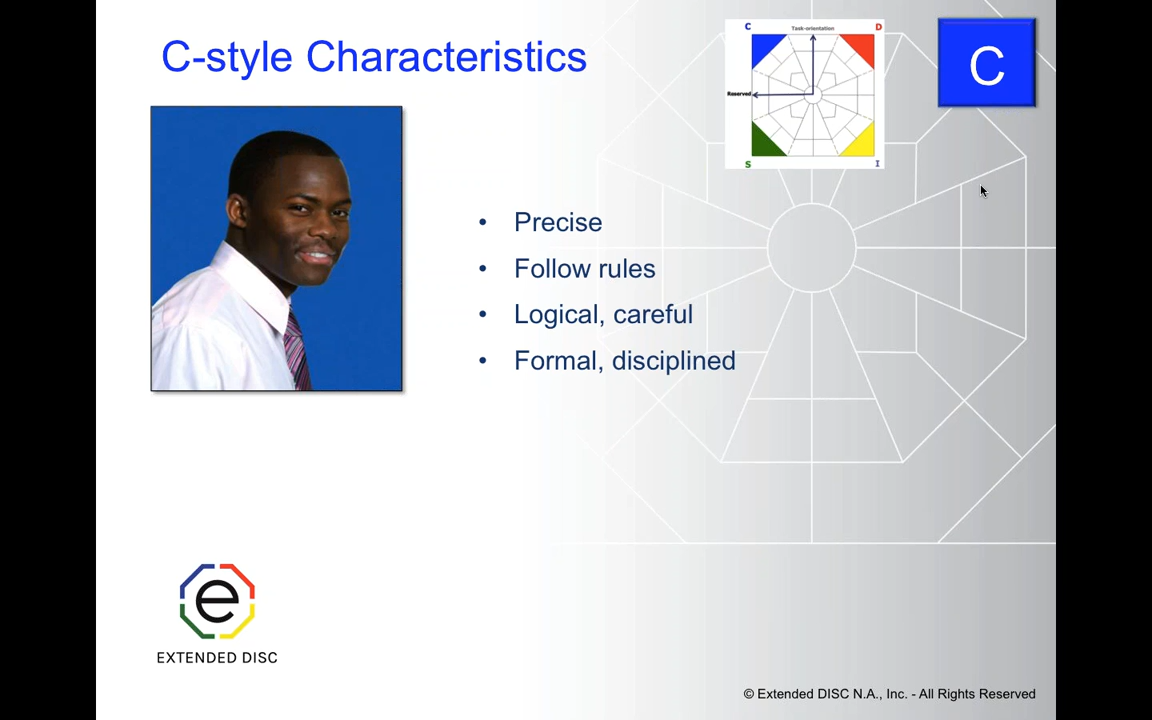 C-style Characteristics
C
Task-orientation
D
Reserved
S
I
C
• Precise
• Follow rules
• Logical, careful
• Formal, disciplined
e
EXTENDED DISC
© Extended DISC N.A., Inc. - All Rights Reserved